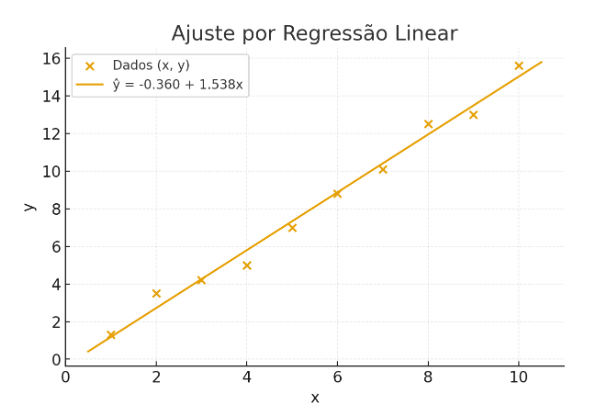 Ajuste por Regressão Linear
Dados (x, y)
ŷ = -0.360 + 1.538x
16
14
12
10
8
6
4
2
0
y
0 2 4 6 8 10
x